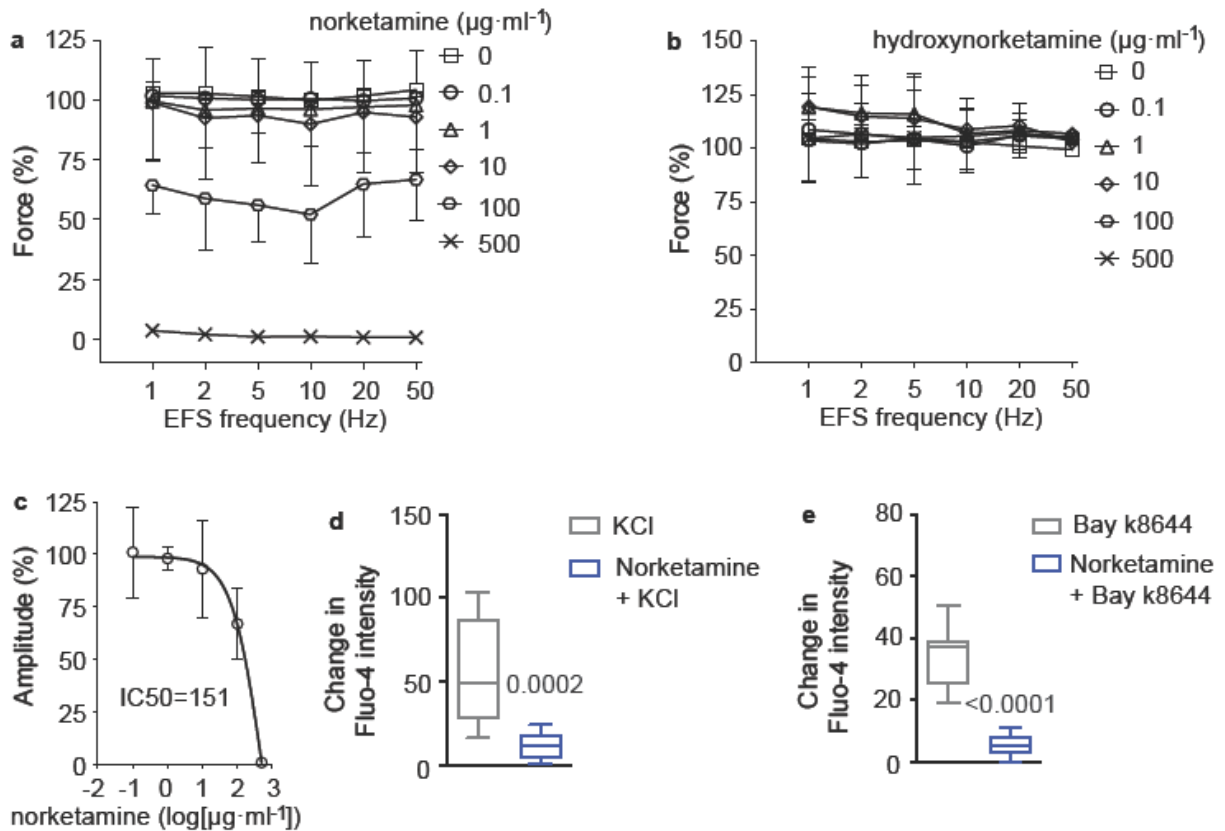 a
norketamine (µg·ml-1)
125
100
75
50
25
0
Force (%)
1 2 5 10 20 50
EFS frequency (Hz)
0
0.1
1
10
100
500
b
hydroxynorketamine (µg·ml-1)
150
125
100
75
50
25
0
Force (%)
1 2 5 10 20 50
EFS frequency (Hz)
0
0.1
1
10
100
500
c
125
100
75
50
25
0
Amplitude (%)
IC50=151
-2 -1 0 1 2 3
norketamine (log[µg·ml-1])
d
150
100
50
0
Change in
Fluo-4 intensity
KCl
Norketamine
+ KCl
0.0002
e
80
60
40
20
0
Change in
Fluo-4 intensity
Bay k8644
Norketamine
+ Bay k8644
<0.0001